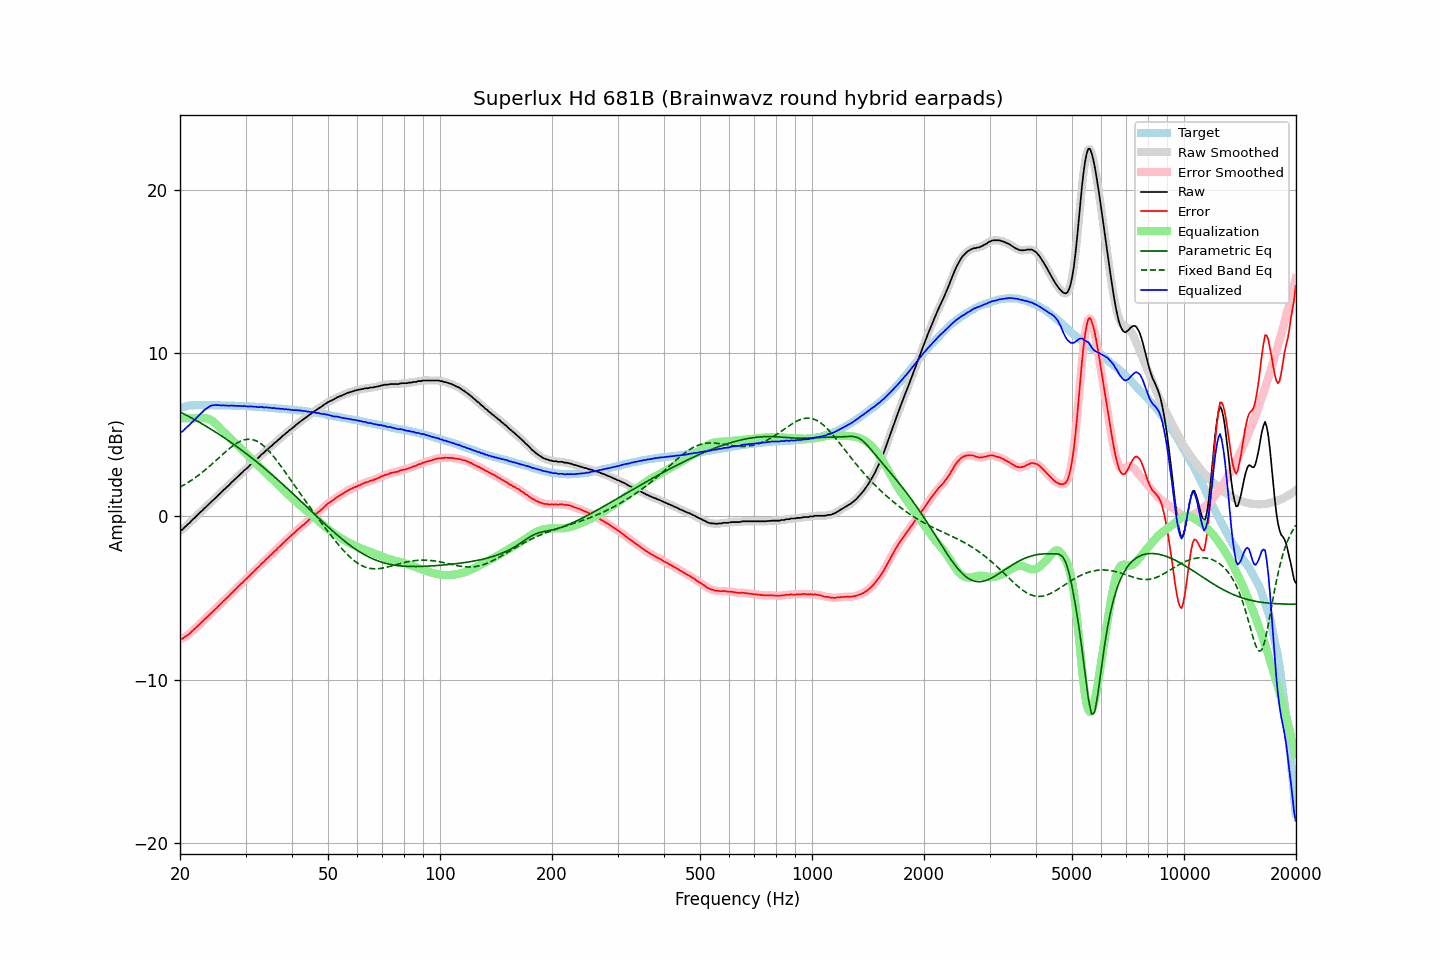 Superlux Hd 681B (Brainwavz round hybrid earpads)
Target
Raw Smoothed
Error Smoothed
Raw
Error
Equalization
Parametric Eq
Fixed Band Eq
Equalized
Amplitude (dBr)
20
10
0
−10
−20
20
50
100
200
500
1000
2000
5000
10000
20000
Frequency (Hz)